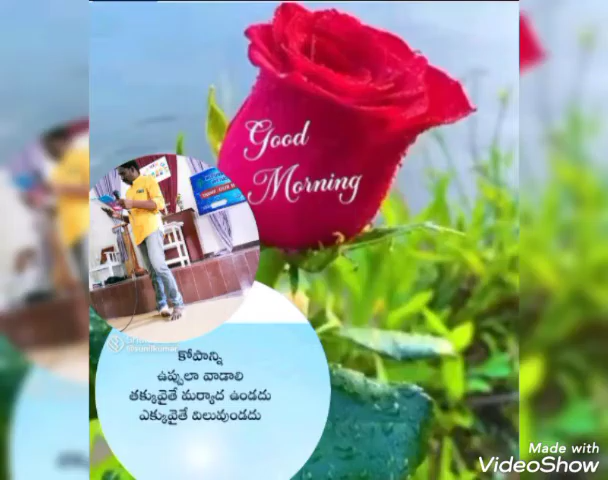 Good
Morning
కోపాన్ని
ఉప్పులా వాడాలి
తక్కువైతే మర్యాద ఉండదు
ఎక్కువైతే విలువుండదు
Made with
VideoShow